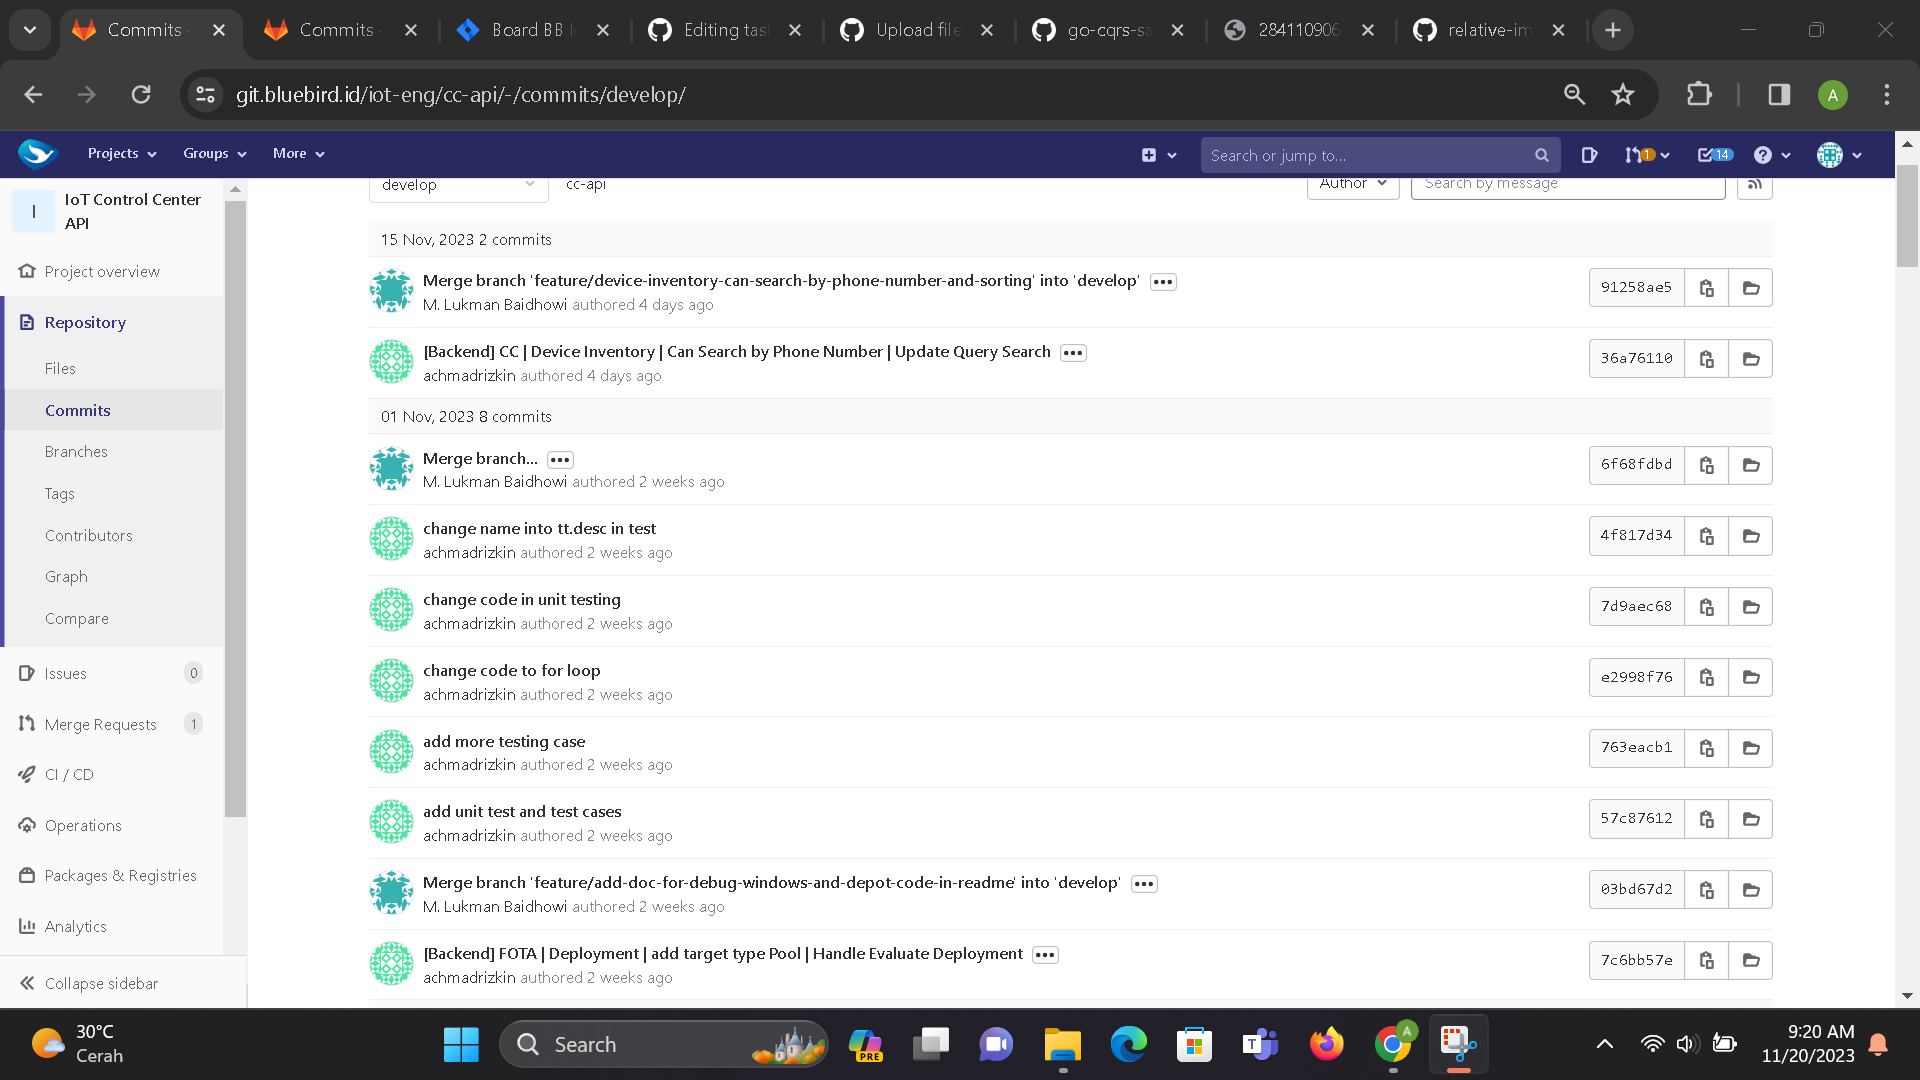 Commits ·
Commits ·
Board BB Io
Editing tas
Upload file
go-cqrs-sa
284110906
relative-im
git.bluebird.id/iot-eng/cc-api/-/commits/develop/
A
Projects
Groups
More
Search or jump to...
1
14
I
IoT Control Center
API
Project overview
Repository
Files
Commits
Branches
Tags
Contributors
Graph
Compare
Issues 0
Merge Requests 1
CI / CD
Operations
Packages & Registries
Analytics
Collapse sidebar
develop
cc-api
Author
Search by message
15 Nov, 2023 2 commits
Merge branch 'feature/device-inventory-can-search-by-phone-number-and-sorting' into 'develop'
M. Lukman Baidhowi authored 4 days ago
91258ae5
[Backend] CC | Device Inventory | Can Search by Phone Number | Update Query Search
achmadrizkin authored 4 days ago
36a76110
01 Nov, 2023 8 commits
Merge branch...
M. Lukman Baidhowi authored 2 weeks ago
6f68fdbd
change name into tt.desc in test
achmadrizkin authored 2 weeks ago
4f817d34
change code in unit testing
achmadrizkin authored 2 weeks ago
7d9aec68
change code to for loop
achmadrizkin authored 2 weeks ago
e2998f76
add more testing case
achmadrizkin authored 2 weeks ago
763eacb1
add unit test and test cases
achmadrizkin authored 2 weeks ago
57c87612
Merge branch 'feature/add-doc-for-debug-windows-and-depot-code-in-readme' into 'develop'
M. Lukman Baidhowi authored 2 weeks ago
03bd67d2
[Backend] FOTA | Deployment | add target type Pool | Handle Evaluate Deployment
achmadrizkin authored 2 weeks ago
7c6bb57e
30°C
Cerah
Search
PRE
A
9:20 AM
11/20/2023